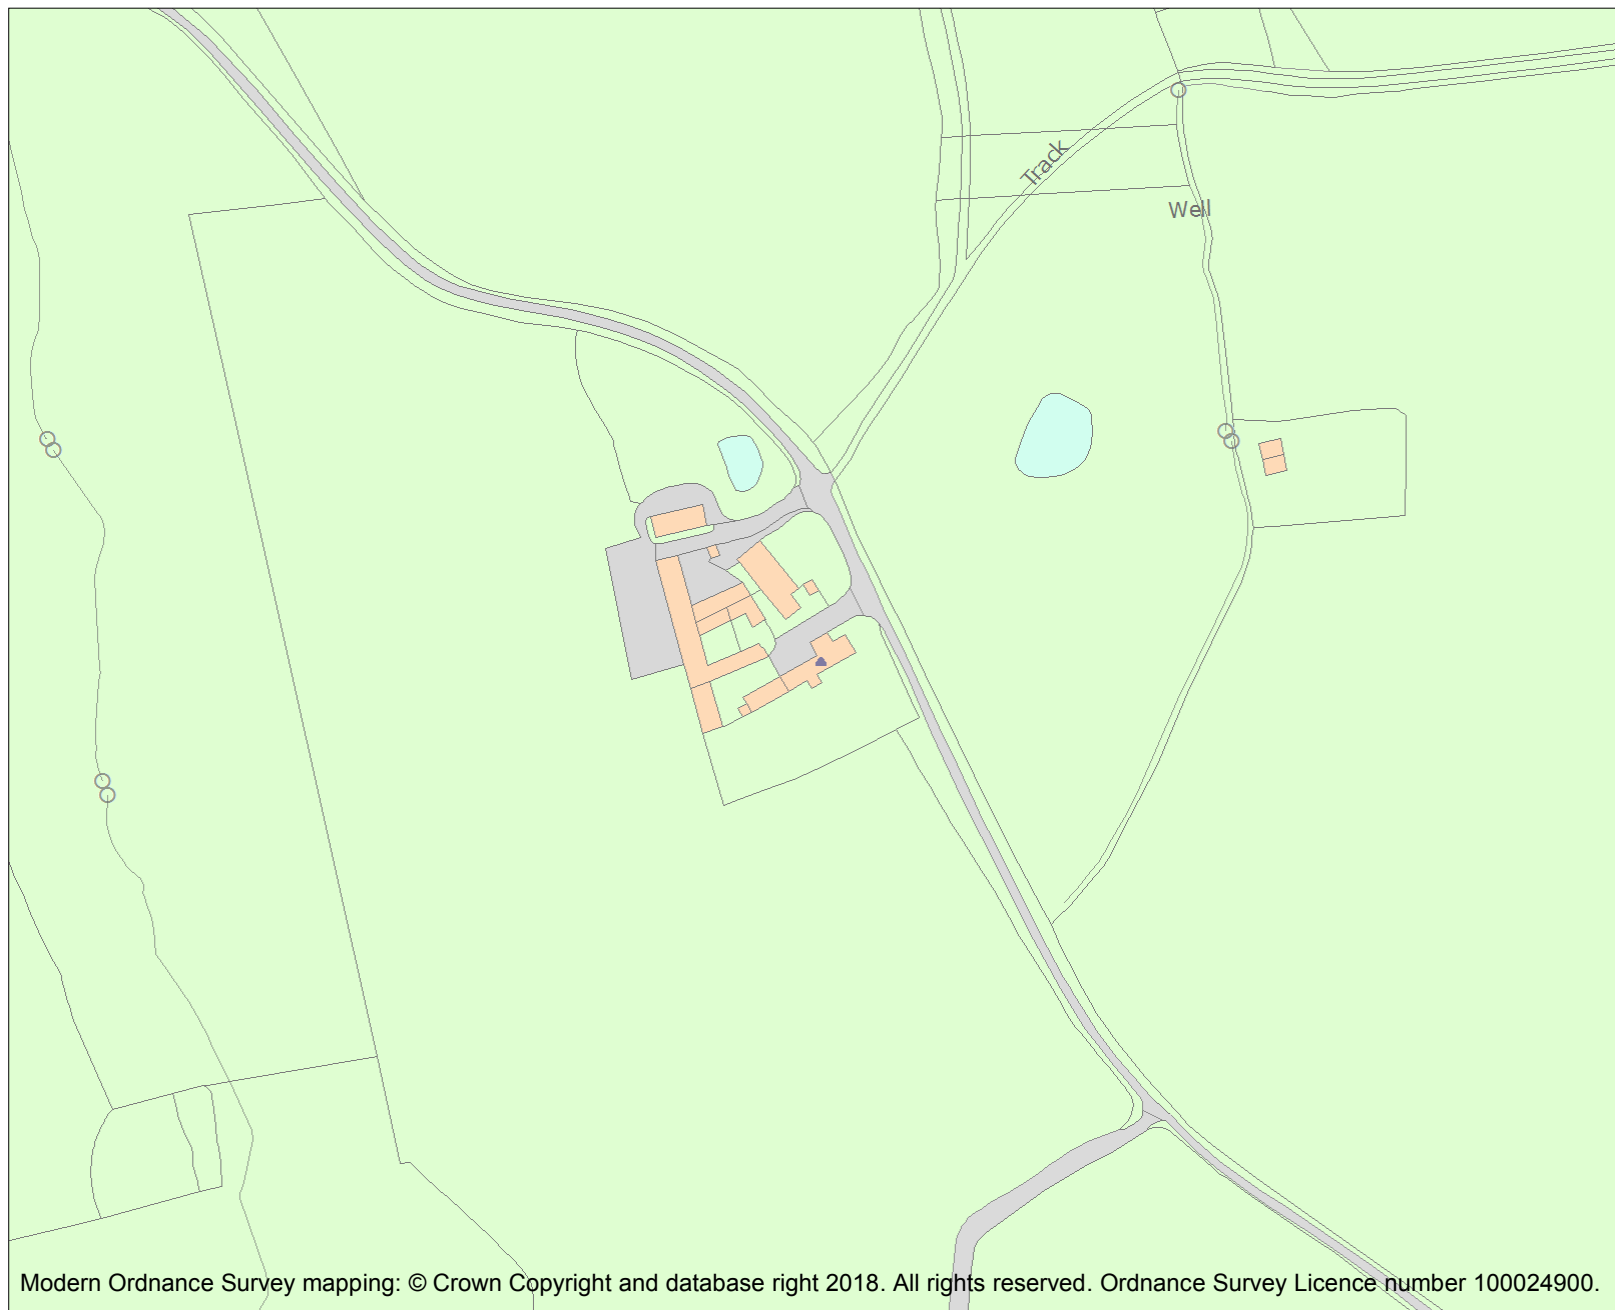 Track
Well
Modern Ordnance Survey mapping: © Crown Copyright and database right 2018. All rights reserved. Ordnance Survey Licence number 100024900.